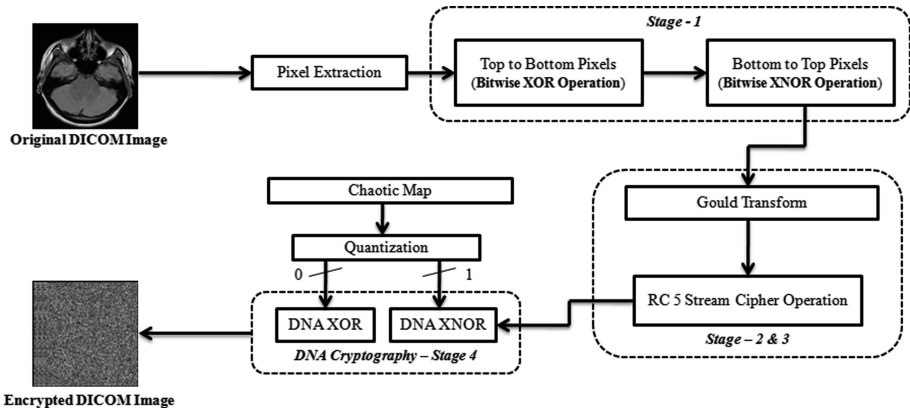 Stage - 1
Pixel Extraction
Top to Bottom Pixels
(Bitwise XOR Operation)
Bottom to Top Pixels
(Bitwise XNOR Operation)
Original DICOM Image
Chaotic Map
Gould Transform
Quantization
0
1
RC 5 Stream Cipher Operation
DNA XOR
DNA XNOR
Stage – 2 & 3
DNA Cryptography – Stage 4
Encrypted DICOM Image